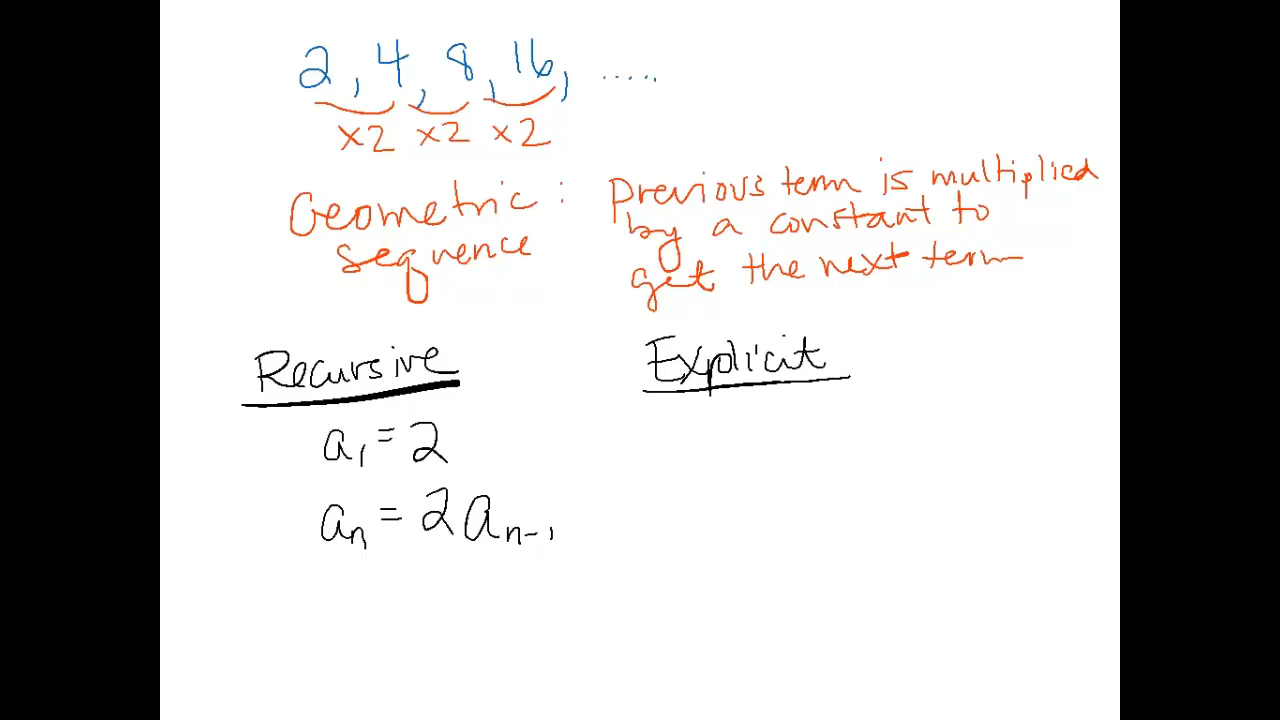 2, 4, 8, 16, .....
×2 ×2 ×2
Geometric : Previous term is multiplied
by a constant to
sequence
get the next term
Recursive Explicit
a₁ = 2
aₙ = 2aₙ₋₁